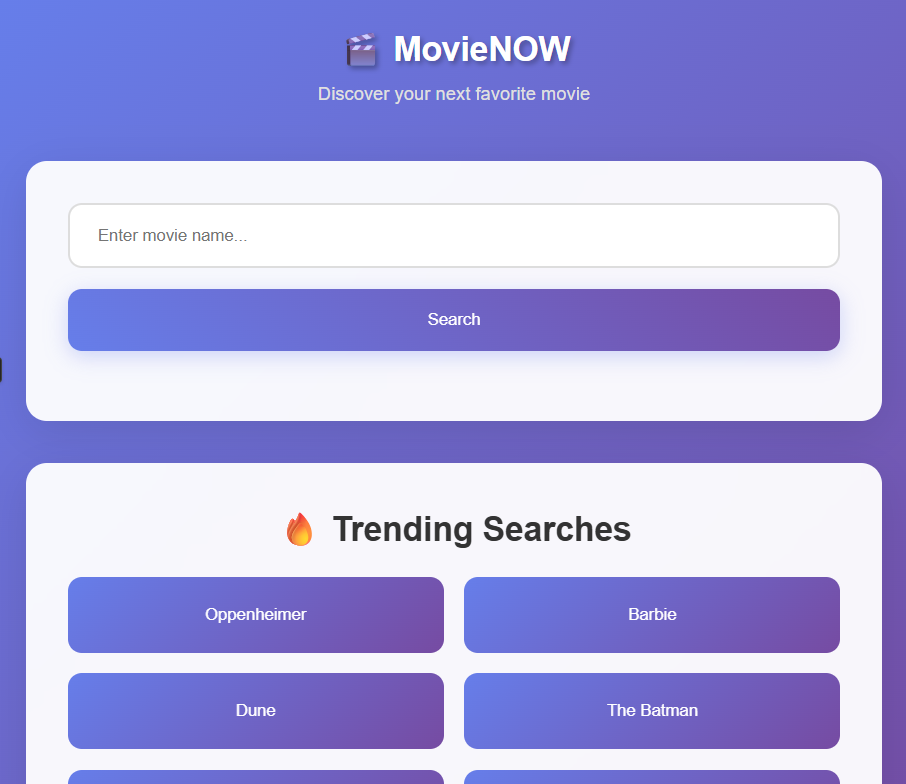 MovieNOW
Discover your next favorite movie
Enter movie name...
Search
Trending Searches
Oppenheimer
Barbie
Dune
The Batman